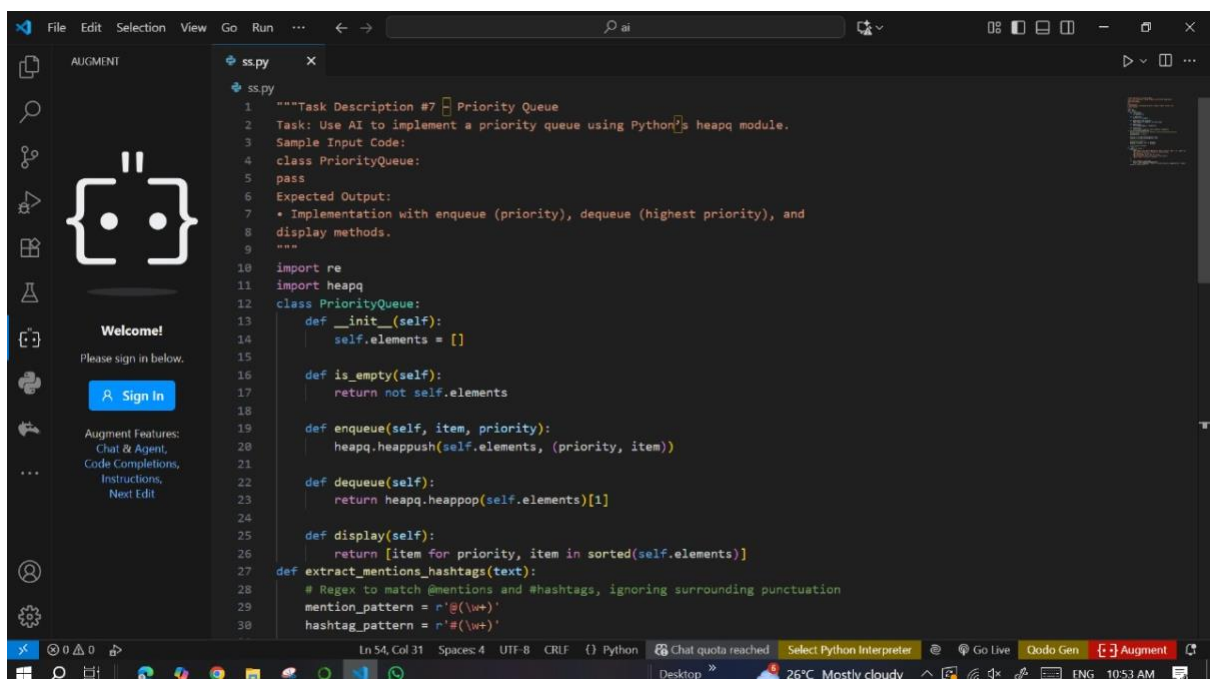 File Edit Selection View Go Run ··· ← → ai
AUGMENT
Welcome!
Please sign in below.
Sign In
Augment Features:
Chat & Agent,
Code Completions,
Instructions,
Next Edit
ss.py ×
ss.py
1 """Task Description #7 – Priority Queue
2 Task: Use AI to implement a priority queue using Python’s heapq module.
3 Sample Input Code:
4 class PriorityQueue:
5 pass
6 Expected Output:
7 • Implementation with enqueue (priority), dequeue (highest priority), and
8 display methods.
9 """
10 import re
11 import heapq
12 class PriorityQueue:
13 def __init__(self):
14 self.elements = []
15
16 def is_empty(self):
17 return not self.elements
18
19 def enqueue(self, item, priority):
20 heapq.heappush(self.elements, (priority, item))
21
22 def dequeue(self):
23 return heapq.heappop(self.elements)[1]
24
25 def display(self):
26 return [item for priority, item in sorted(self.elements)]
27 def extract_mentions_hashtags(text):
28 # Regex to match @mentions and #hashtags, ignoring surrounding punctuation
29 mention_pattern = r'@(\w+)'
30 hashtag_pattern = r'#(\w+)'
0 0 Ln 54, Col 31 Spaces: 4 UTF-8 CRLF {} Python Chat quota reached Select Python Interpreter Go Live Qodo Gen Augment
Desktop » 26°C Mostly cloudy ENG 10:53 AM